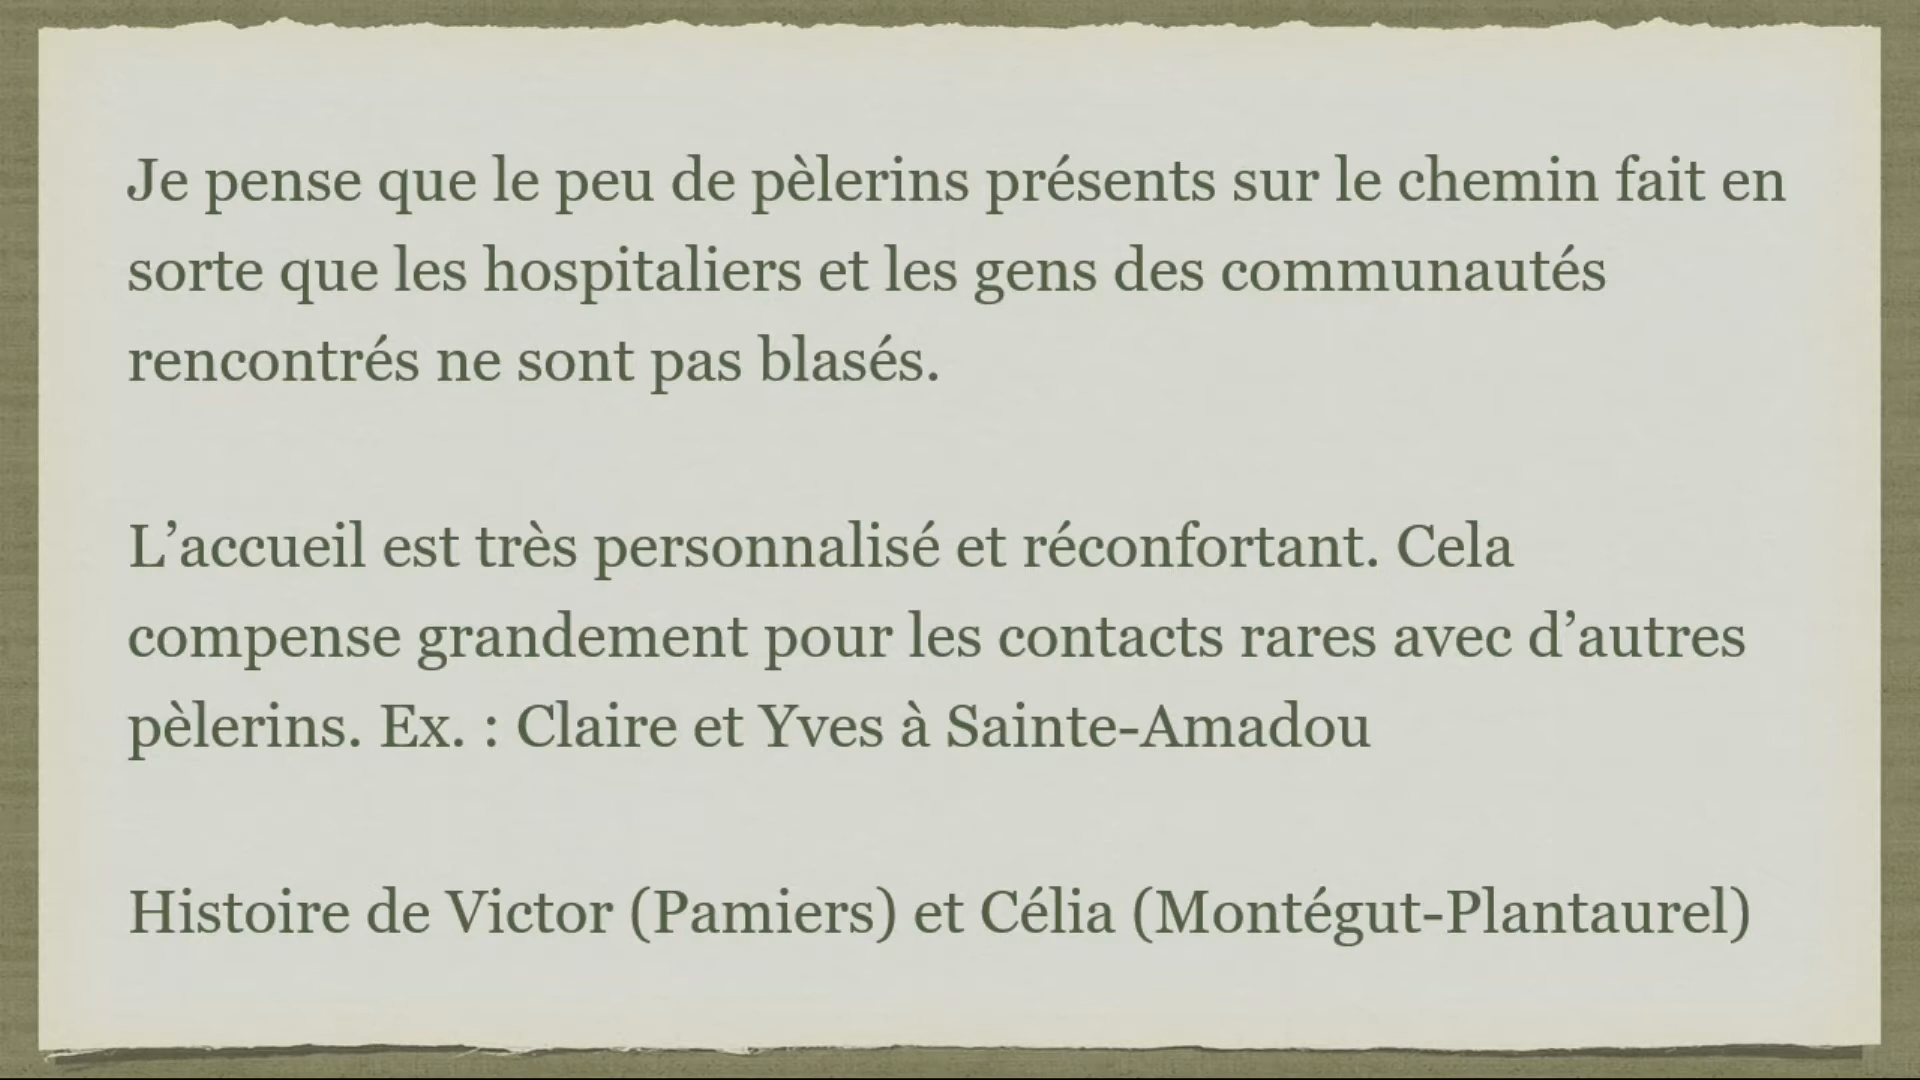 Je pense que le peu de pèlerins présents sur le chemin fait en
sorte que les hospitaliers et les gens des communautés
rencontrés ne sont pas blasés.
L’accueil est très personnalisé et réconfortant. Cela
compense grandement pour les contacts rares avec d’autres
pèlerins. Ex. : Claire et Yves à Sainte-Amadou
Histoire de Victor (Pamiers) et Célia (Montégut-Plantaurel)